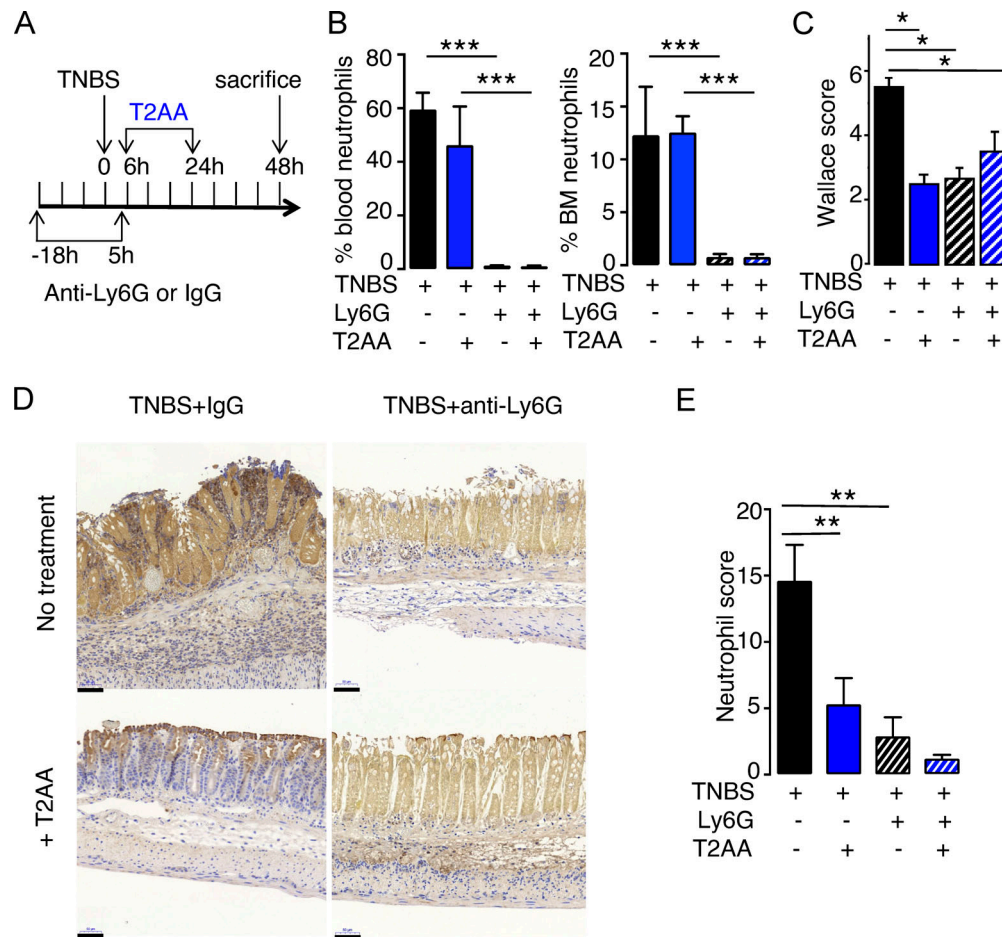 A
TNBS
sacrifice
T2AA
0 6h 24h 48h
-18h 5h
Anti-Ly6G or IgG
B
% blood neutrophils
80
60
40
20
0
***
***
TNBS + + + +
Ly6G - - + +
T2AA - + - +
% BM neutrophils
20
15
10
5
0
***
***
TNBS + + + +
Ly6G - - + +
T2AA - + - +
C
Wallace score
6
4
2
0
*
*
*
TNBS + + + +
Ly6G - - + +
T2AA - + - +
D
TNBS+IgG TNBS+anti-Ly6G
No treatment
+ T2AA
E
Neutrophil score
20
15
10
5
0
**
**
TNBS + + + +
Ly6G - - + +
T2AA - + - +